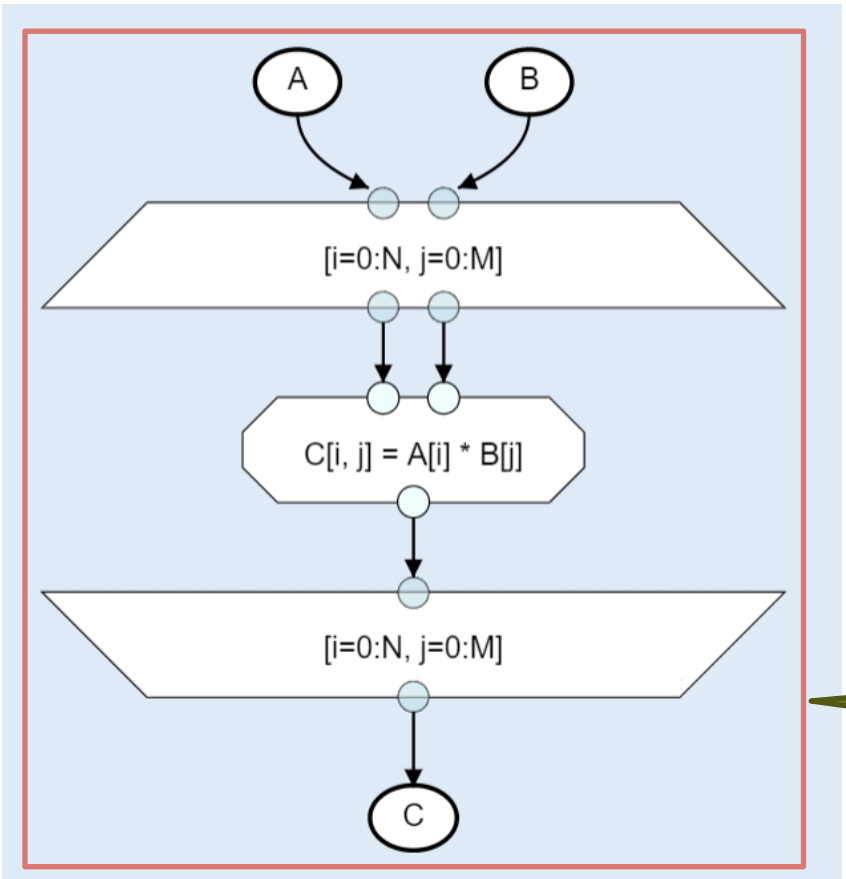 A
B
[i=0:N, j=0:M]
C[i, j] = A[i] * B[j]
[i=0:N, j=0:M]
C